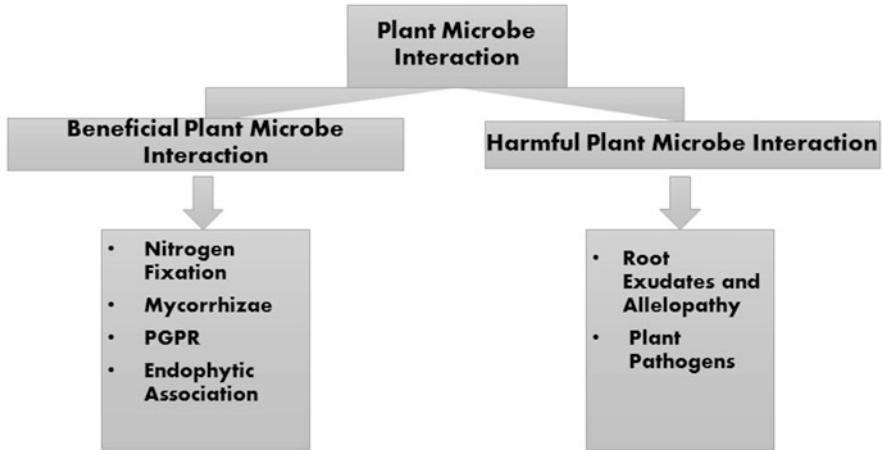 Plant Microbe
Interaction
Beneficial Plant Microbe
Interaction
Harmful Plant Microbe Interaction
• Nitrogen
Fixation
• Mycorrhizae
• PGPR
• Endophytic
Association
• Root
Exudates and
Allelopathy
• Plant
Pathogens